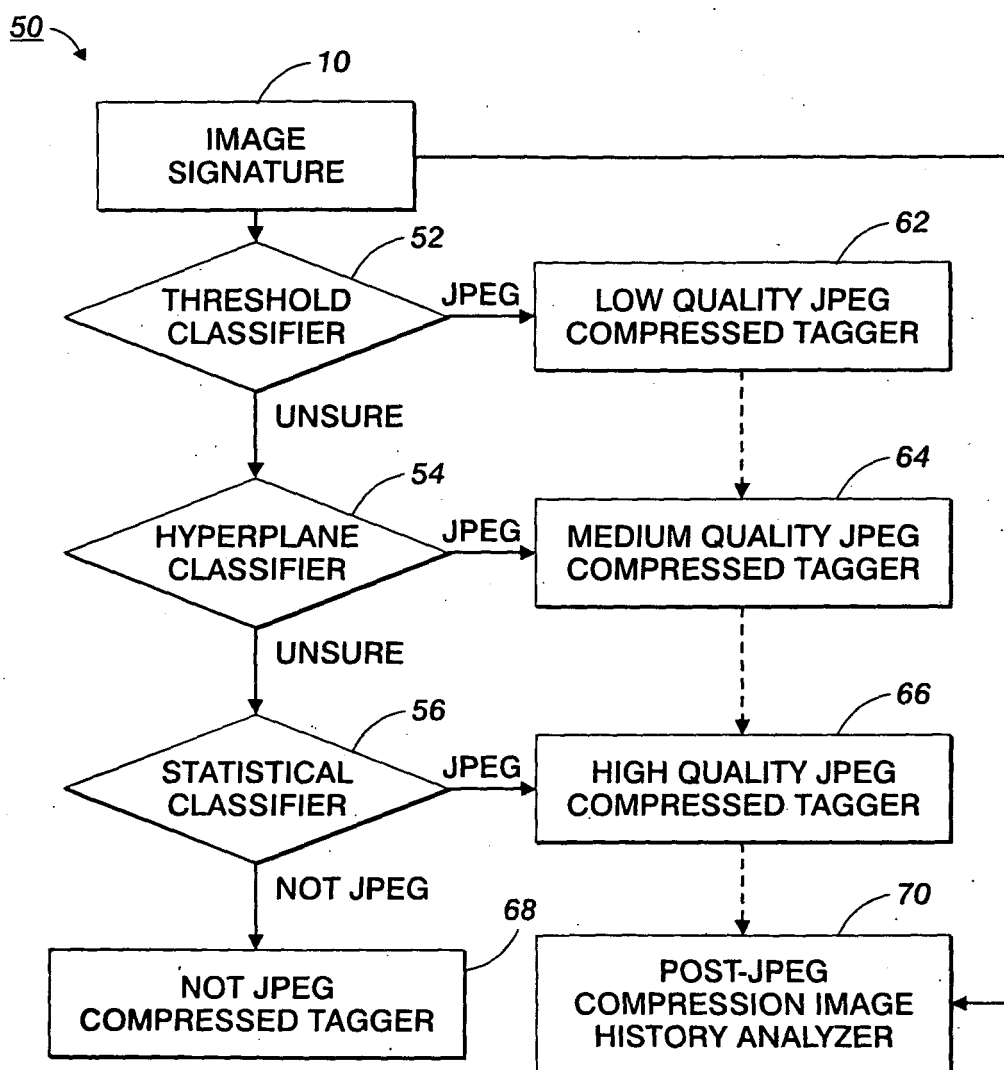 50
10
IMAGE
SIGNATURE
52
62
THRESHOLD
CLASSIFIER
JPEG
LOW QUALITY JPEG
COMPRESSED TAGGER
UNSURE
54
64
HYPERPLANE
CLASSIFIER
JPEG
MEDIUM QUALITY JPEG
COMPRESSED TAGGER
UNSURE
56
66
STATISTICAL
CLASSIFIER
JPEG
HIGH QUALITY JPEG
COMPRESSED TAGGER
NOT JPEG
68
70
NOT JPEG
COMPRESSED TAGGER
POST-JPEG
COMPRESSION IMAGE
HISTORY ANALYZER